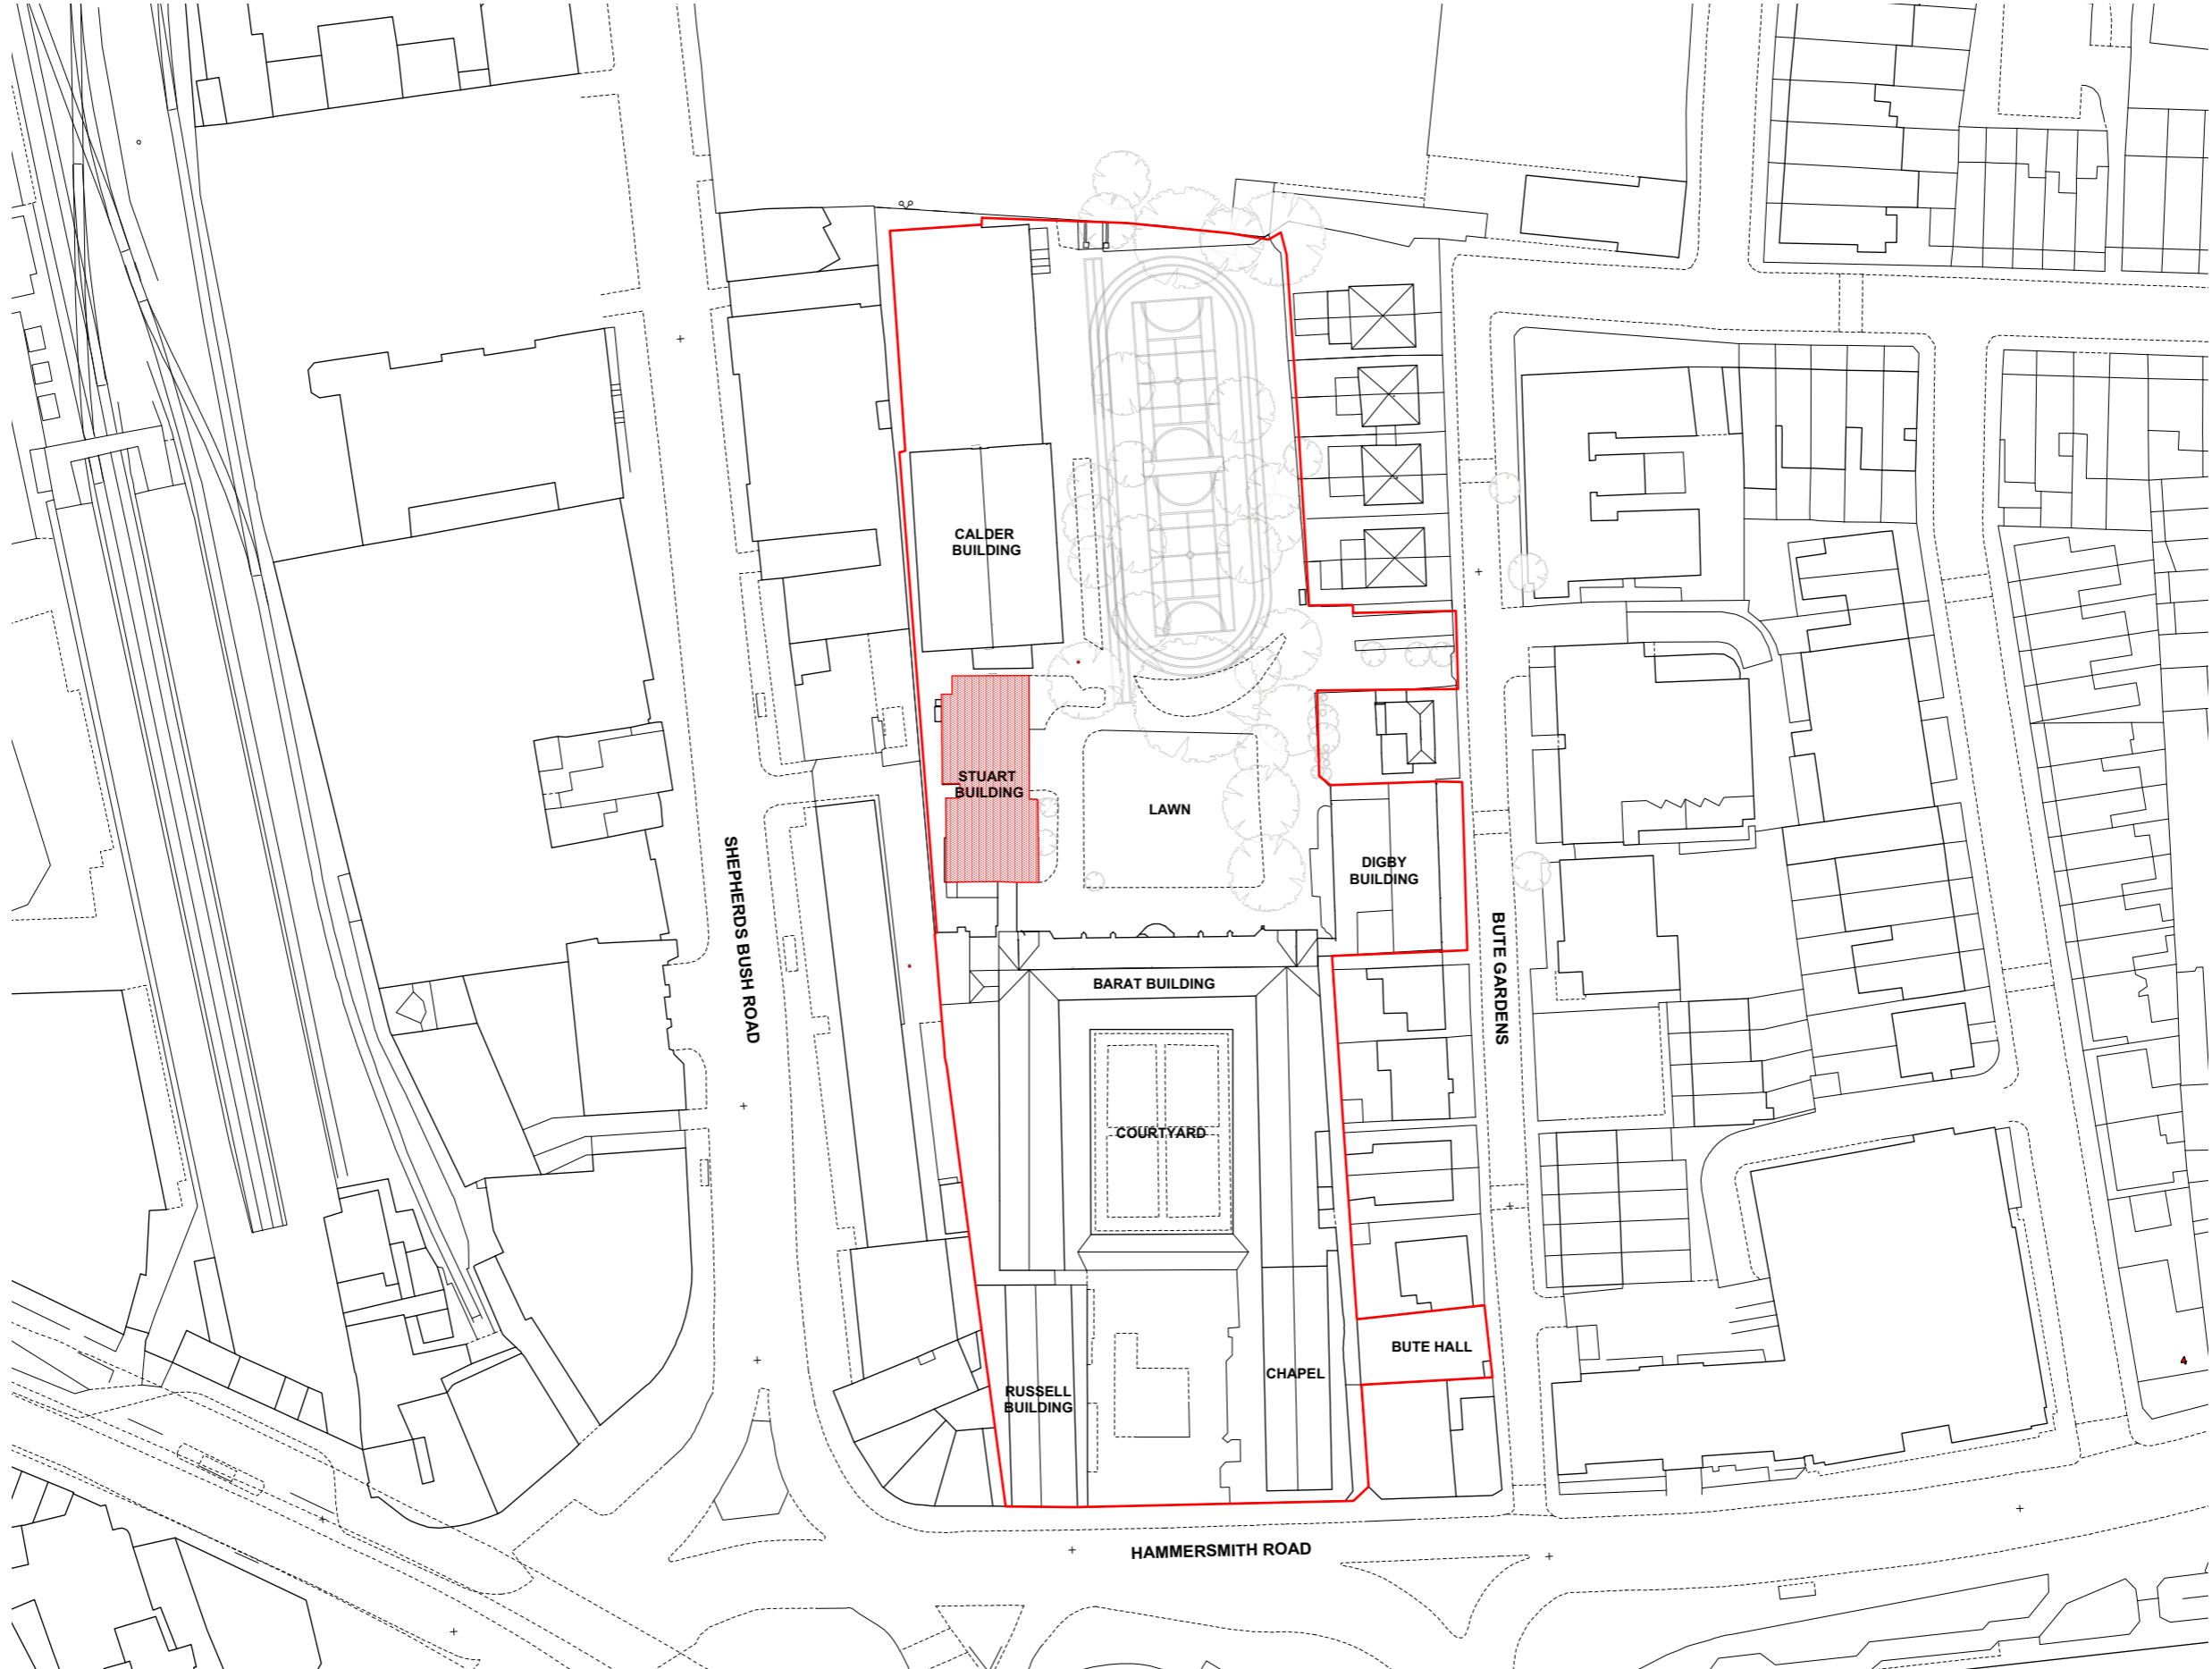 CALDER
BUILDING
STUART
BUILDING
LAWN
DIGBY
BUILDING
SHEPHERDS BUSH ROAD
BUTE GARDENS
BARAT BUILDING
COURTYARD
BUTE HALL
CHAPEL
RUSSELL
BUILDING
4
HAMMERSMITH ROAD